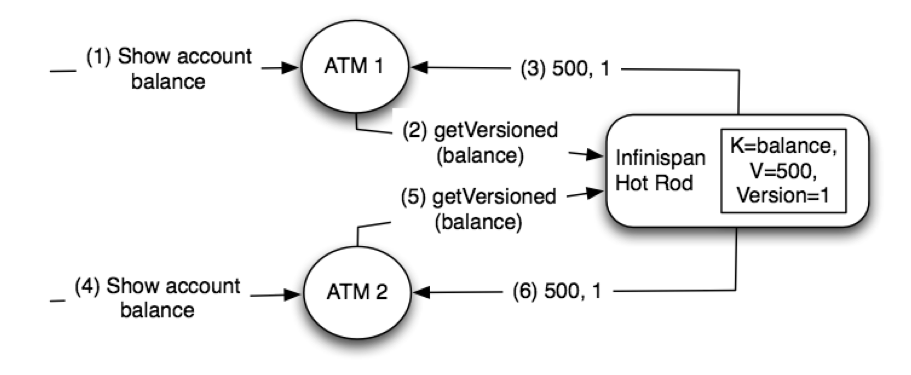 (1) Show account
balance
ATM 1
(3) 500, 1
(2) getVersioned
(balance)
Infinispan
Hot Rod
K=balance,
V=500,
Version=1
(5) getVersioned
(balance)
(4) Show account
balance
ATM 2
(6) 500, 1